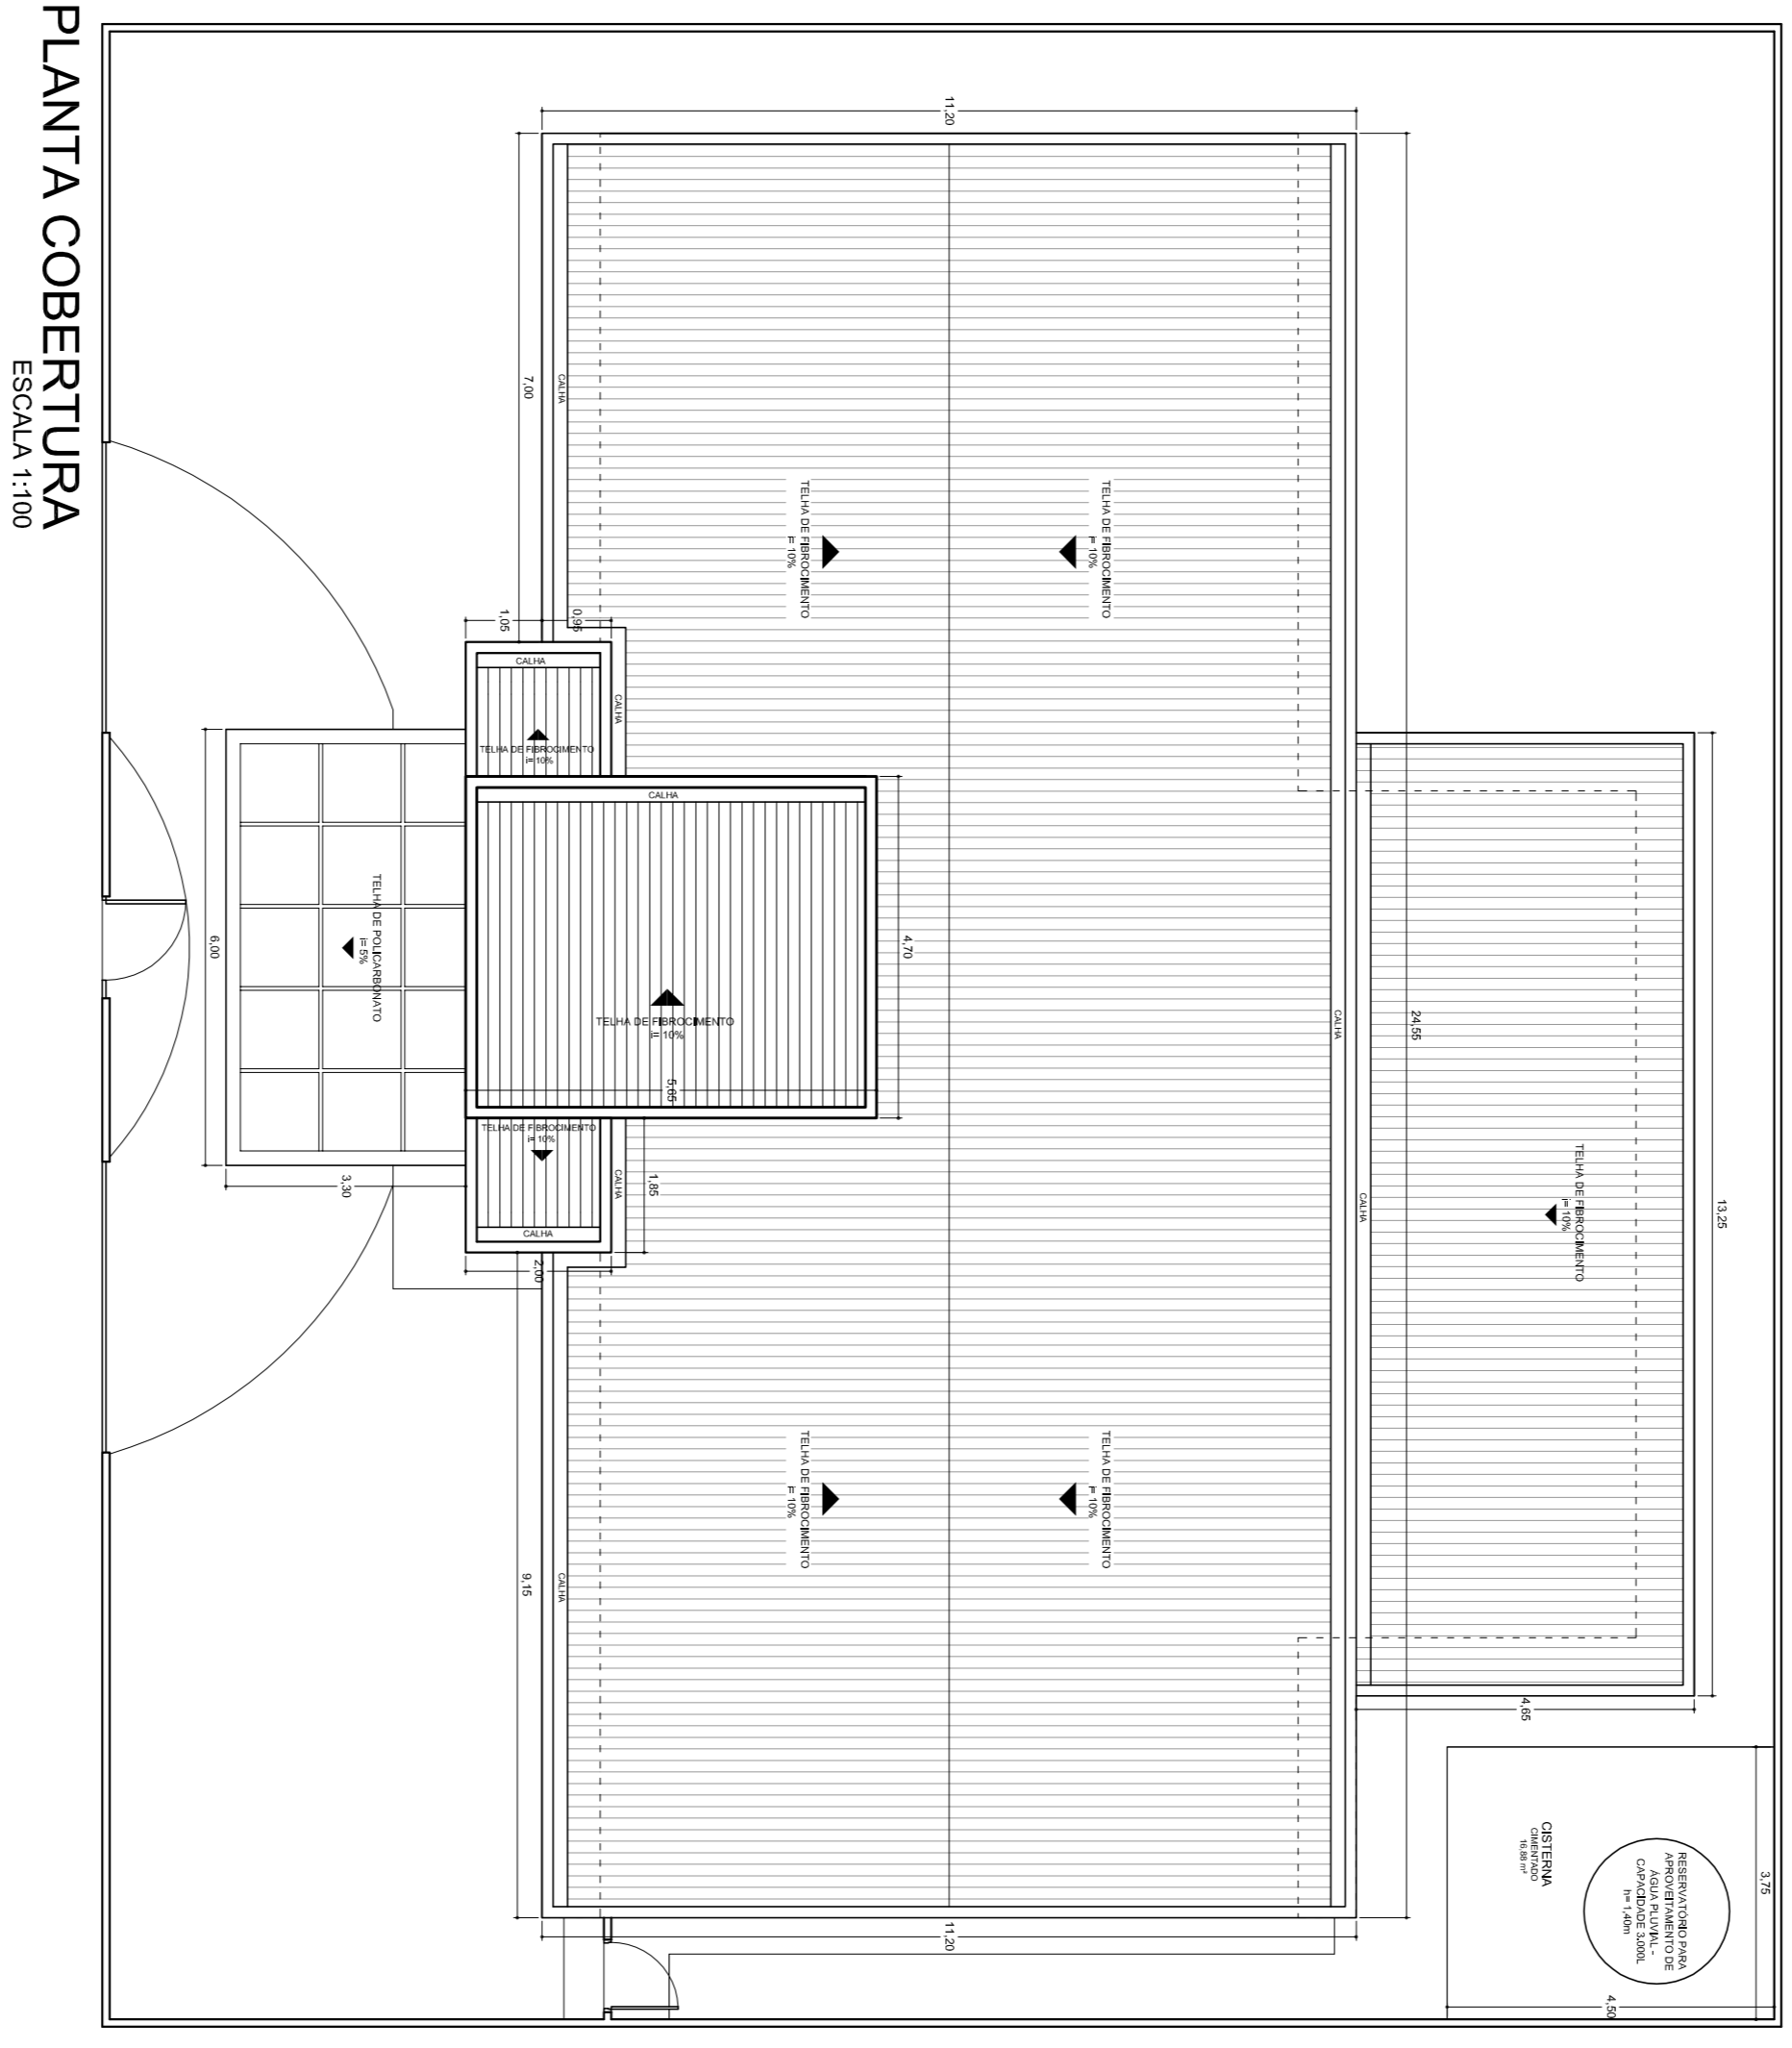 PLANTA COBERTURA
ESCALA 1:100
11,20
7,00
CALHA
TELHA DE FIBROCIMENTO
i= 10%
TELHA DE FIBROCIMENTO
i= 10%
1,05
0,95
CALHA
CALHA
TELHA DE FIBROCIMENTO
i= 10%
CALHA
4,70
TELHA DE FIBROCIMENTO
i= 10%
5,65
TELHA DE POLICARBONATO
i= 5%
6,00
3,30
TELHA DE FIBROCIMENTO
i= 10%
CALHA
CALHA
1,85
2,00
CALHA
24,55
CALHA
TELHA DE FIBROCIMENTO
i= 10%
13,25
4,65
TELHA DE FIBROCIMENTO
i= 10%
TELHA DE FIBROCIMENTO
i= 10%
9,15
CALHA
11,20
CISTERNA
CIMENTADO
16,88 m²
RESERVATÓRIO PARA
APROVEITAMENTO DE
ÁGUA PLUVIAL -
CAPACIDADE 3.000L
h= 1,40m
3,75
4,50